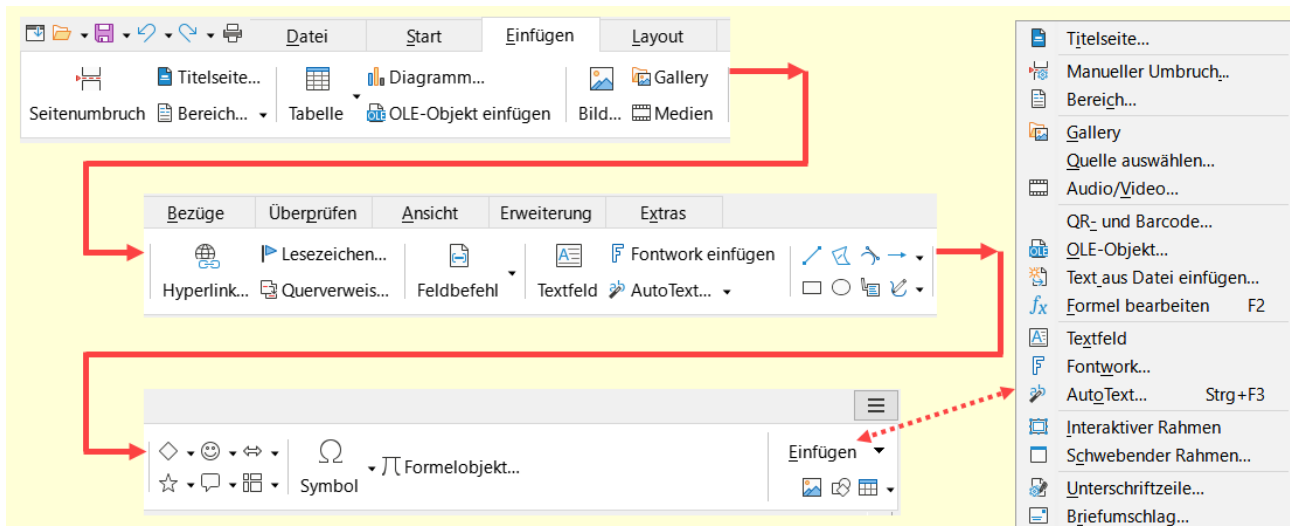 Datei Start Einfügen Layout
Titelseite... Diagramm... Gallery
Seitenumbruch Bereich... Tabelle OLE-Objekt einfügen Bild... Medien
Bezüge Überprüfen Ansicht Erweiterung Extras
Lesezeichen... Fontwork einfügen
Hyperlink... Querverweis... Feldbefehl Textfeld AutoText...
Symbol Formelobjekt... Einfügen
Titelseite...
Manueller Umbruch...
Bereich...
Gallery
Quelle auswählen...
Audio/Video...
QR- und Barcode...
OLE-Objekt...
Text aus Datei einfügen...
Formel bearbeiten F2
Textfeld
Fontwork...
AutoText... Strg+F3
Interaktiver Rahmen
Schwebender Rahmen...
Unterschriftzeile...
Briefumschlag...